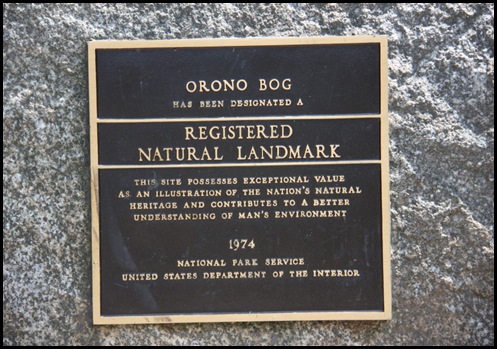 ORONO BOG
HAS BEEN DESIGNATED A
REGISTERED
NATURAL LANDMARK
THIS SITE POSSESSES EXCEPTIONAL VALUE
AS AN ILLUSTRATION OF THE NATION'S NATURAL
HERITAGE AND CONTRIBUTES TO A BETTER
UNDERSTANDING OF MAN'S ENVIRONMENT
1974
NATIONAL PARK SERVICE
UNITED STATES DEPARTMENT OF THE INTERIOR